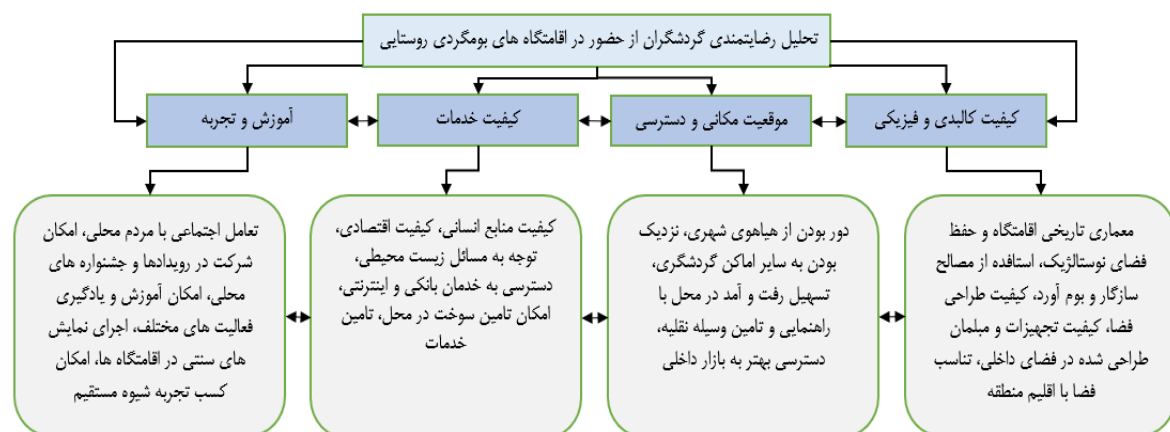 تحلیل رضایتمندی گردشگران از حضور در اقامتگاه های بومگردی روستایی
کیفیت کالبدی و فیزیکی
موقعیت مکانی و دسترسی
کیفیت خدمات
آموزش و تجربه
معماری تاریخی اقامتگاه و حفظ
فضای نوستالژیک، استافده از مصالح
سازگار و بوم آورد، کیفیت طراحی
فضا، کیفیت تجهیزات و مبلمان
طراحی شده در فضای داخلی، تناسب
فضا با اقلیم منطقه
دور بودن از هیاهوی شهری، نزدیک
بودن به سایر اماکن گردشگری،
تسهیل رفت و آمد در محل با
راهنمایی و تامین وسیله نقلیه،
دسترسی بهتر به بازار داخلی
کیفیت منابع انسانی، کیفیت اقتصادی،
توجه به مسائل زیست محیطی،
دسترسی به خدمان بانکی و اینترنتی،
امکان تامین سوخت در محل، تامین
خدمات
تعامل اجتماعی با مردم محلی، امکان
شرکت در رویدادها و جشنواره های
محلی، امکان آموزش و یادگیری
فعالیت های مختلف، اجرای نمایش
های سنتی در اقامتگاه ها، امکان
کسب تجربه شیوه مستقیم